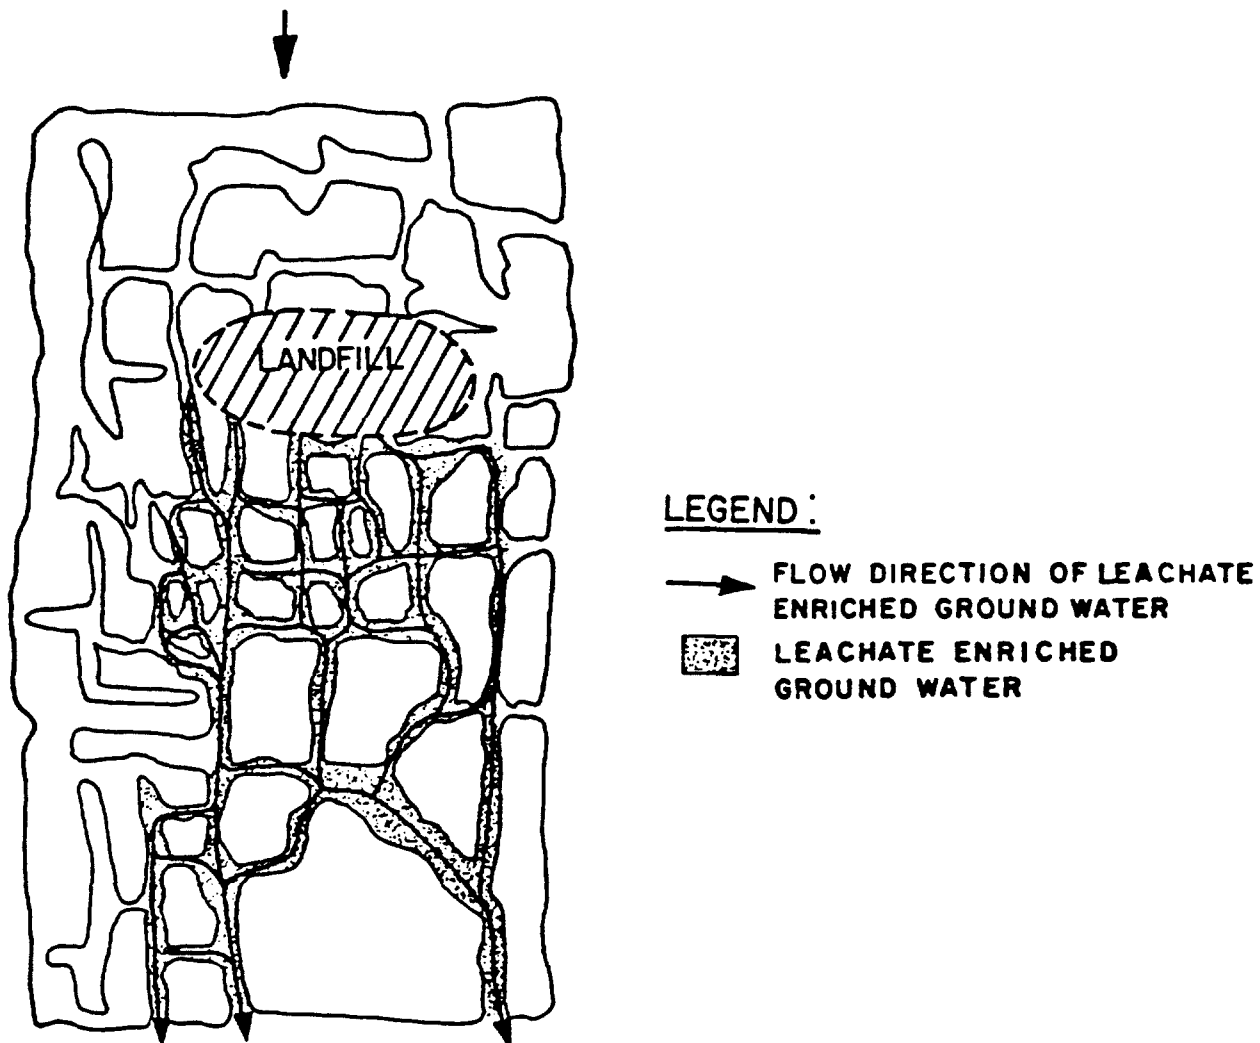 LANDFILL
LEGEND:
FLOW DIRECTION OF LEACHATE
ENRICHED GROUND WATER
LEACHATE ENRICHED
GROUND WATER